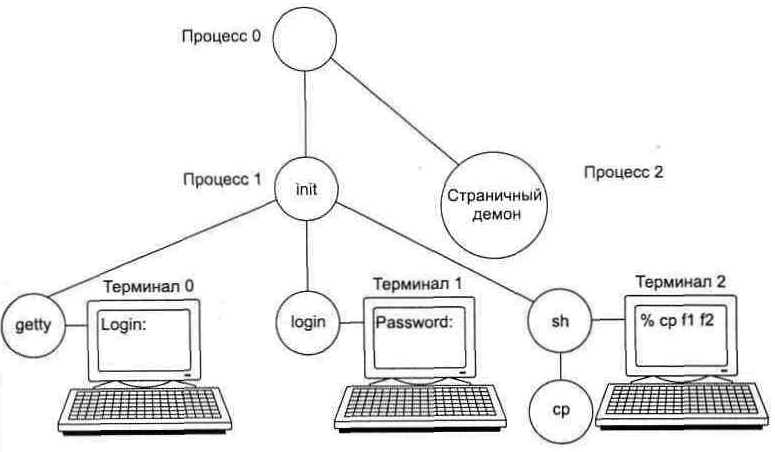 Процесс 0
Процесс 1
init
Страничный
демон
Процесс 2
Терминал 0
Терминал 1
Терминал 2
getty
Login:
login
Password:
sh
% cp f1 f2
cp